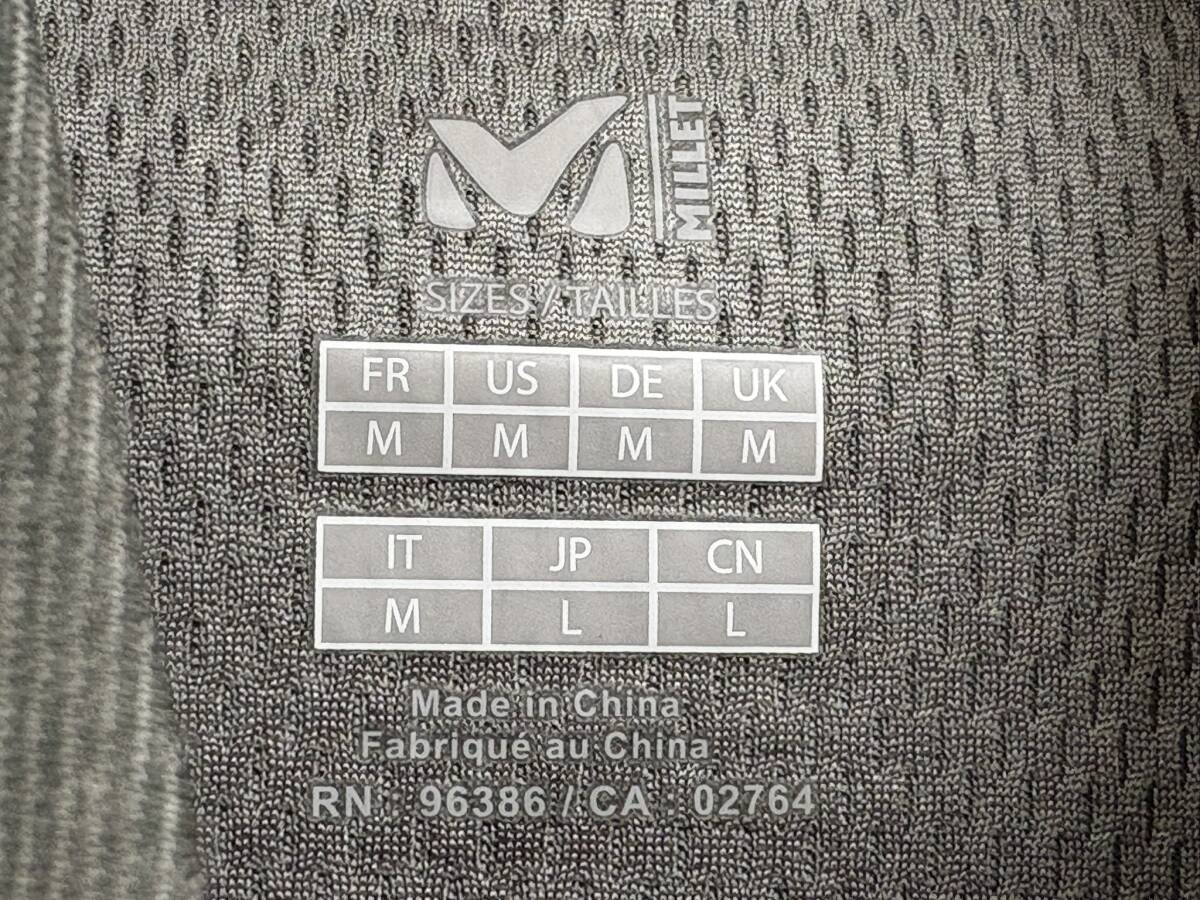 MILLET
SIZES / TAILLES
FR US DE UK
M M M M
IT JP CN
M L L
Made in China
Fabriqué au China
RN : 96386 / CA : 02764